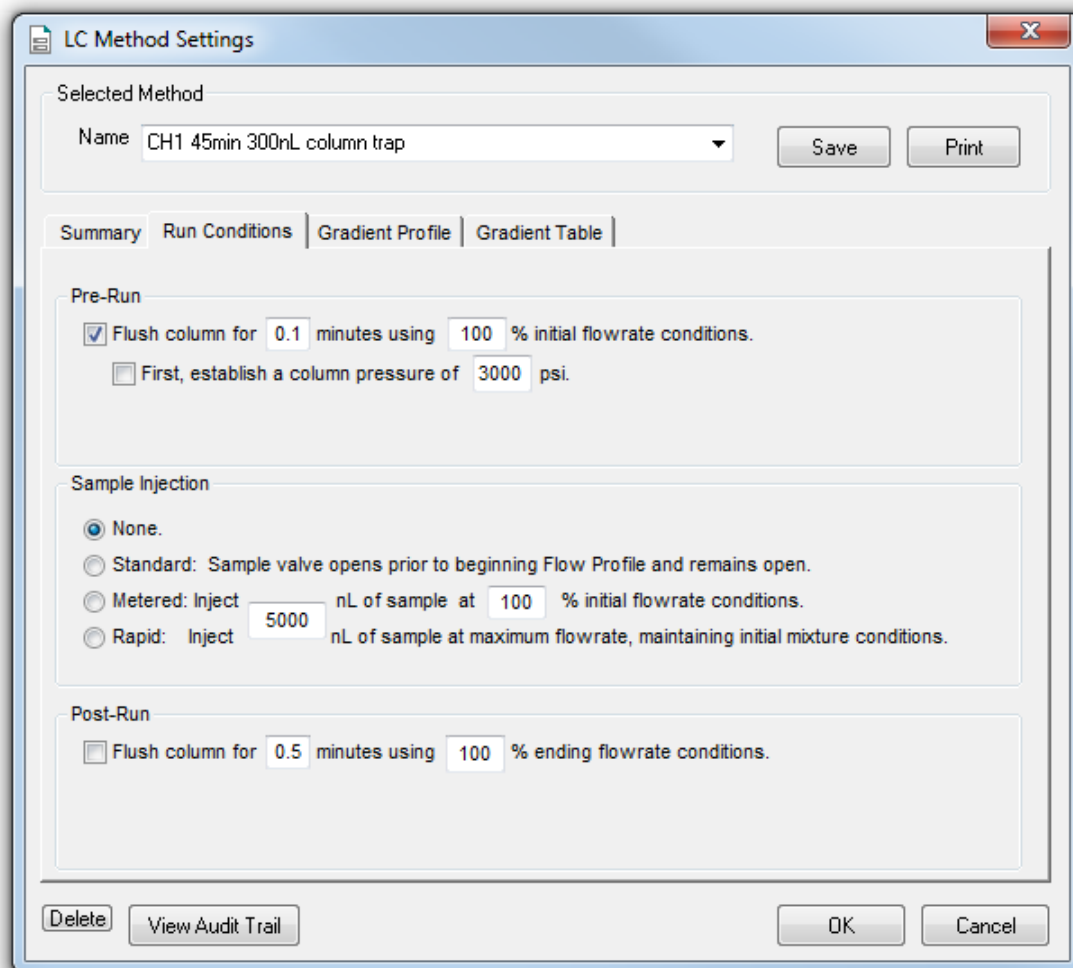 LC Method Settings
Selected Method
Name CH1 45min 300nL column trap Save Print
Summary Run Conditions Gradient Profile Gradient Table
Pre-Run
Flush column for 0.1 minutes using 100 % initial flowrate conditions.
First, establish a column pressure of 3000 psi.
Sample Injection
None.
Standard: Sample valve opens prior to beginning Flow Profile and remains open.
Metered: Inject 5000 nL of sample at 100 % initial flowrate conditions.
Rapid: Inject nL of sample at maximum flowrate, maintaining initial mixture conditions.
Post-Run
Flush column for 0.5 minutes using 100 % ending flowrate conditions.
Delete View Audit Trail OK Cancel